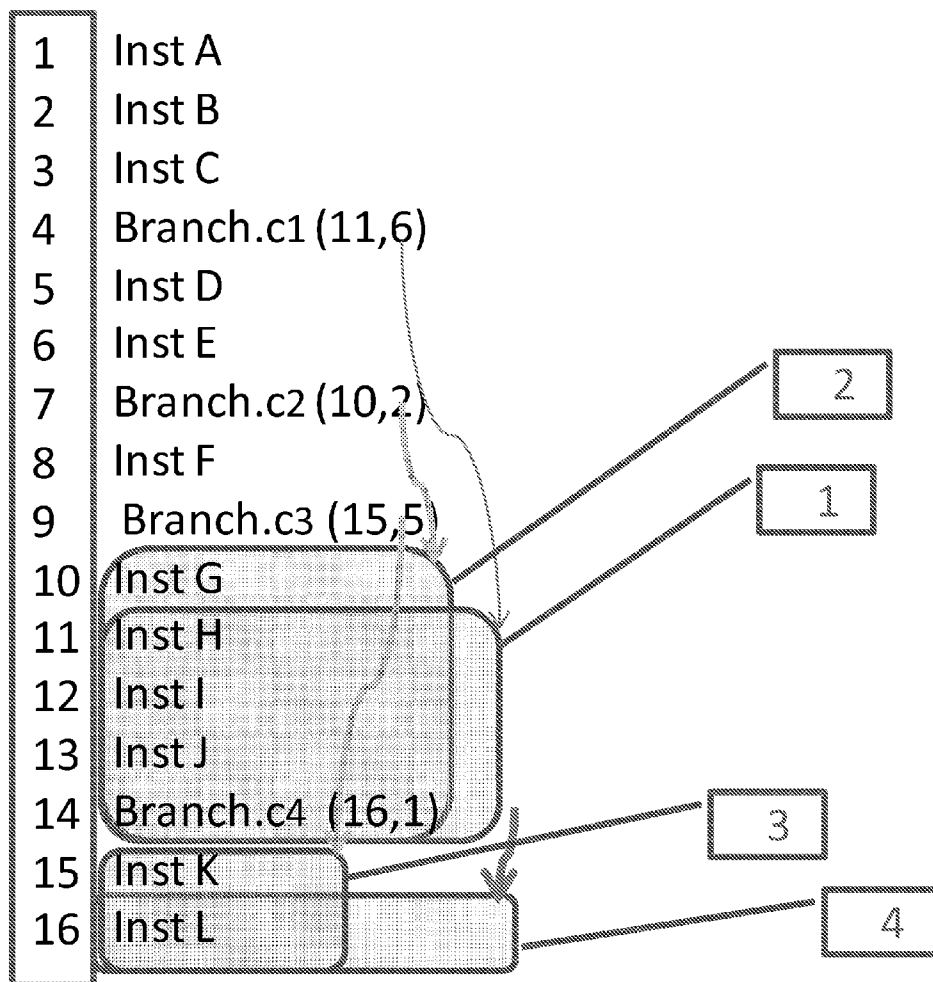 1 Inst A
2 Inst B
3 Inst C
4 Branch.c1 (11,6)
5 Inst D
6 Inst E
7 Branch.c2 (10,2)
2
8 Inst F
1
9 Branch.c3 (15,5)
10 Inst G
11 Inst H
12 Inst I
13 Inst J
14 Branch.c4 (16,1)
3
15 Inst K
16 Inst L
4